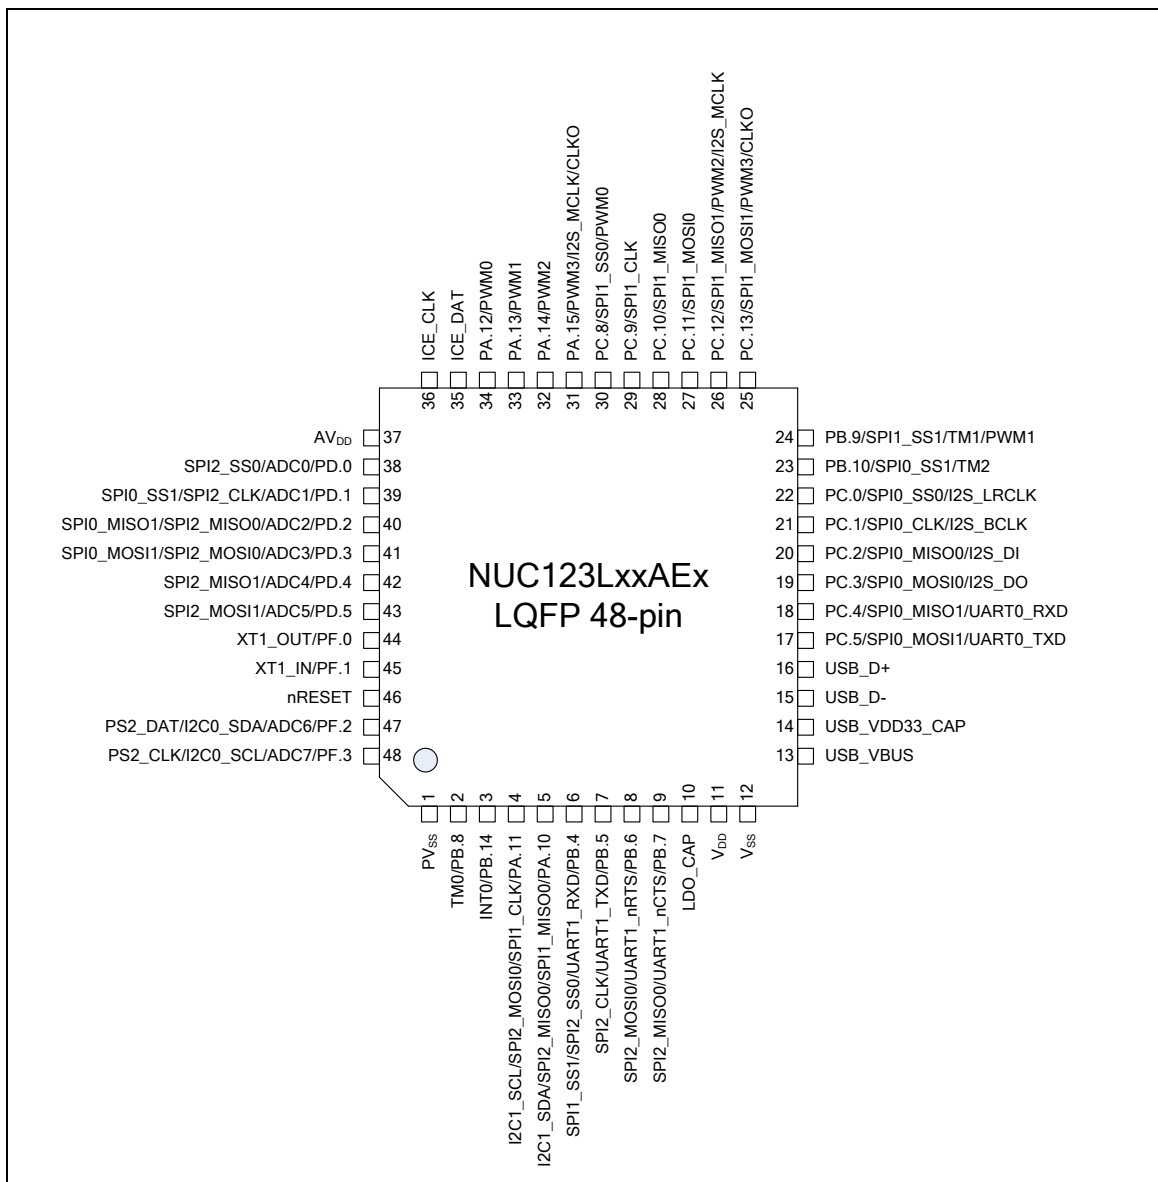 ICE_CLK
ICE_DAT
PA.12/PWM0
PA.13/PWM1
PA.14/PWM2
PA.15/PWM3/I2S_MCLK/CLKO
PC.8/SPI1_SS0/PWM0
PC.9/SPI1_CLK
PC.10/SPI1_MISO0
PC.11/SPI1_MOSI0
PC.12/SPI1_MISO1/PWM2/I2S_MCLK
PC.13/SPI1_MOSI1/PWM3/CLKO
36
35
34
33
32
31
30
29
28
27
26
25
AVDD 37
SPI2_SS0/ADC0/PD.0 38
SPI0_SS1/SPI2_CLK/ADC1/PD.1 39
SPI0_MISO1/SPI2_MISO0/ADC2/PD.2 40
SPI0_MOSI1/SPI2_MOSI0/ADC3/PD.3 41
SPI2_MISO1/ADC4/PD.4 42
SPI2_MOSI1/ADC5/PD.5 43
XT1_OUT/PF.0 44
XT1_IN/PF.1 45
nRESET 46
PS2_DAT/I2C0_SDA/ADC6/PF.2 47
PS2_CLK/I2C0_SCL/ADC7/PF.3 48
NUC123LxxAEx
LQFP 48-pin
24 PB.9/SPI1_SS1/TM1/PWM1
23 PB.10/SPI0_SS1/TM2
22 PC.0/SPI0_SS0/I2S_LRCLK
21 PC.1/SPI0_CLK/I2S_BCLK
20 PC.2/SPI0_MISO0/I2S_DI
19 PC.3/SPI0_MOSI0/I2S_DO
18 PC.4/SPI0_MISO1/UART0_RXD
17 PC.5/SPI0_MOSI1/UART0_TXD
16 USB_D+
15 USB_D-
14 USB_VDD33_CAP
13 USB_VBUS
1
2
3
4
5
6
7
8
9
10
11
12
PVSS
TM0/PB.8
INT0/PB.14
I2C1_SCL/SPI2_MOSI0/SPI1_CLK/PA.11
I2C1_SDA/SPI2_MISO0/SPI1_MISO0/PA.10
SPI1_SS1/SPI2_SS0/UART1_RXD/PB.4
SPI2_CLK/UART1_TXD/PB.5
SPI2_MOSI0/UART1_nRTS/PB.6
SPI2_MISO0/UART1_nCTS/PB.7
LDO_CAP
VDD
VSS